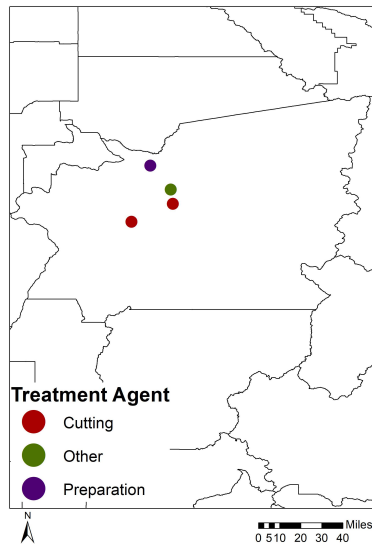 Treatment Agent
Cutting
Other
Preparation
N
Miles
0 5 10 20 30 40